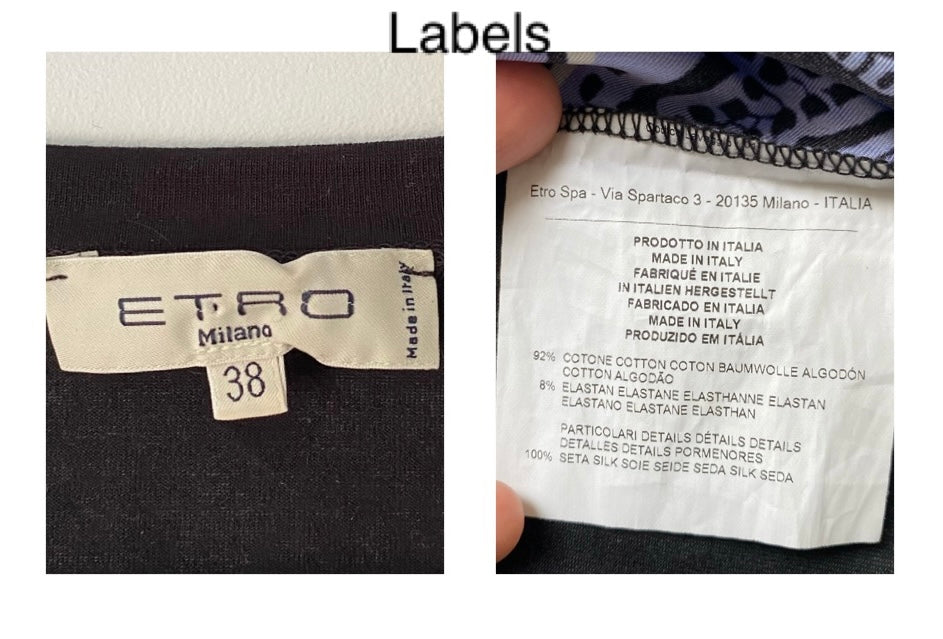 Labels
ETRO
Milano
Made in Italy
38
Etro Spa - Via Spartaco 3 - 20135 Milano - ITALIA
PRODOTTO IN ITALIA
MADE IN ITALY
FABRIQUÉ EN ITALIE
IN ITALIEN HERGESTELLT
FABRICADO EN ITALIA
MADE IN ITALY
PRODUZIDO EM ITÁLIA
92% COTONE COTTON COTON BAUMWOLLE ALGODÓN
COTTON ALGODÃO
8% ELASTAN ELASTANE ELASTHANNE ELASTAN
ELASTANO ELASTANE ELASTHAN
PARTICOLARI DETAILS DÉTAILS DETAILS
DETALLES DETAILS PORMENORES
100% SETA SILK SOIE SEIDE SEDA SILK SEDA